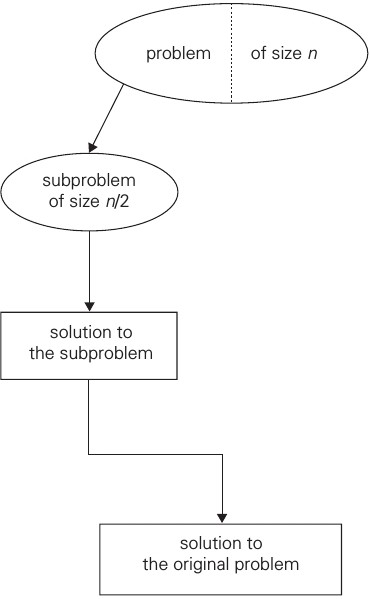 problem of size n
subproblem
of size n/2
solution to
the subproblem
solution to
the original problem